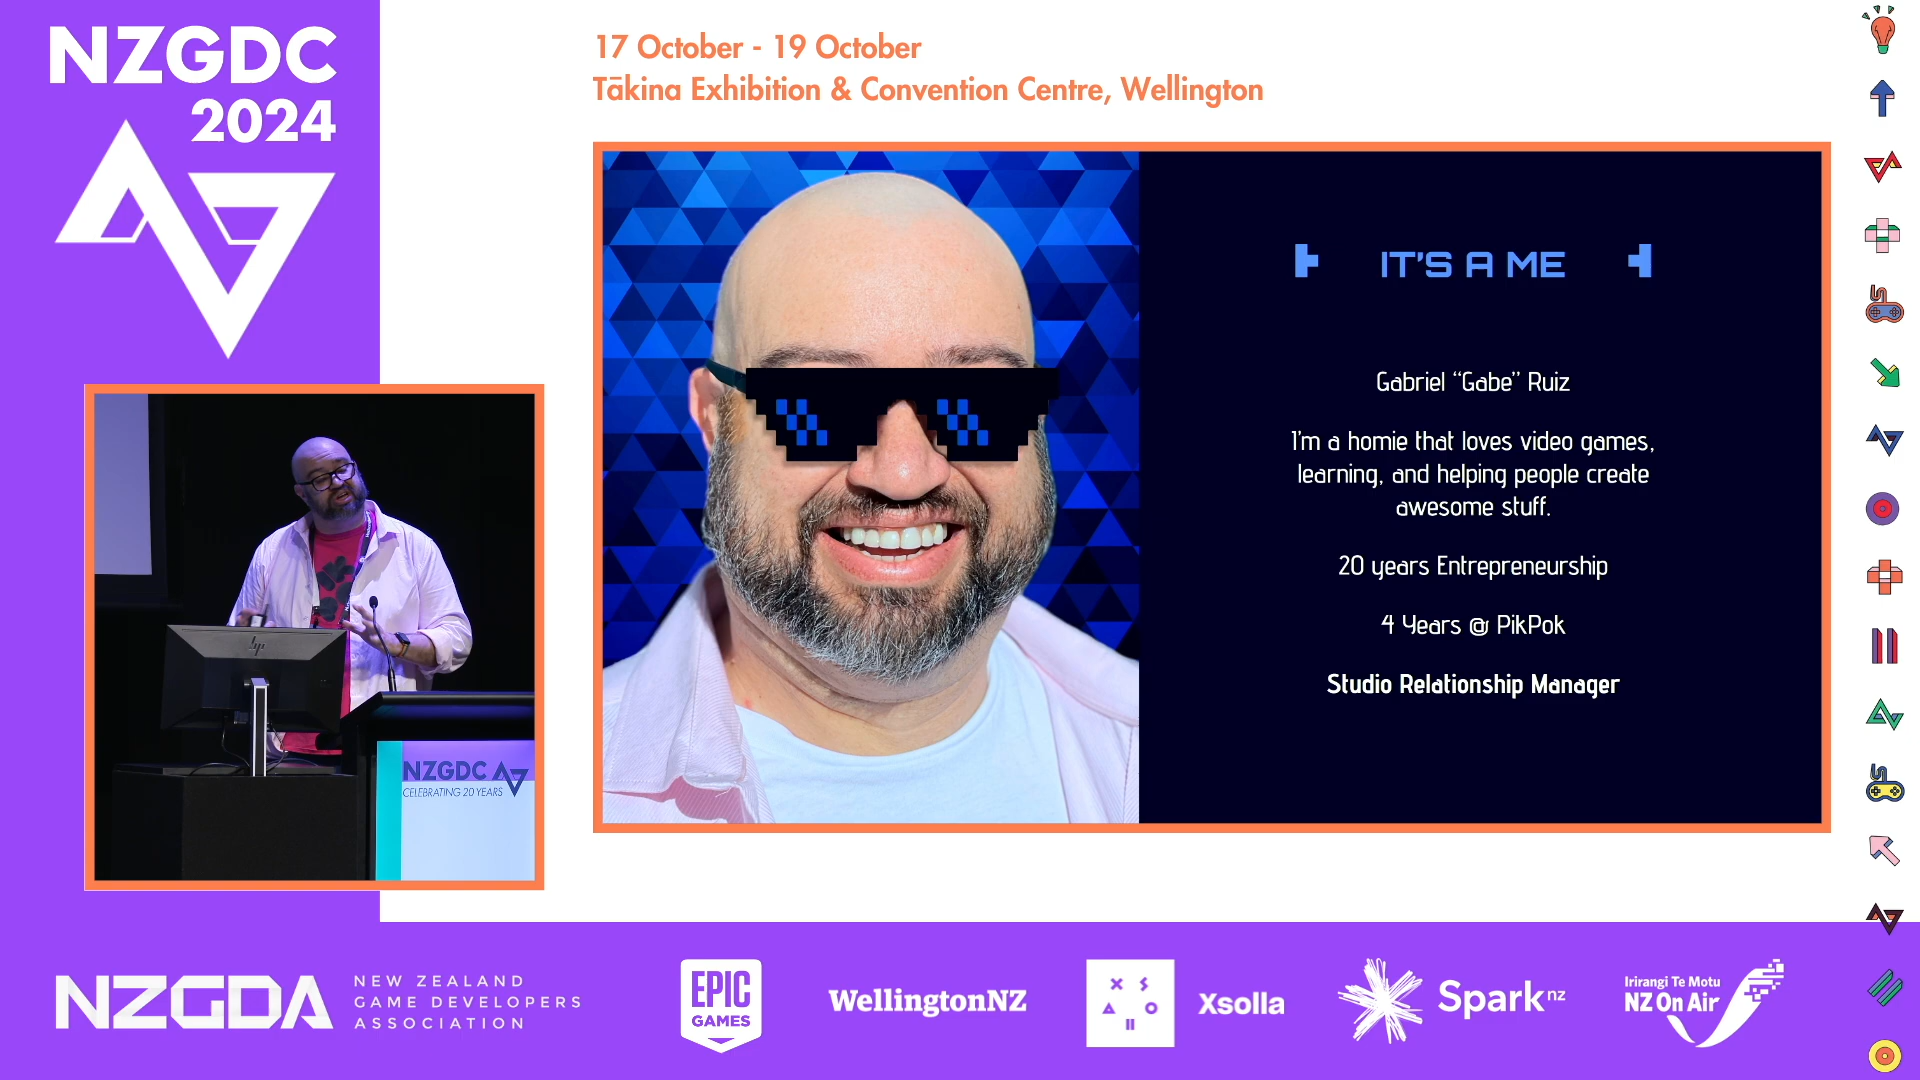 NZGDC
2024
17 October - 19 October
Tākina Exhibition & Convention Centre, Wellington
IT'S A ME
Gabriel “Gabe” Ruiz
I'm a homie that loves video games,
learning, and helping people create
awesome stuff.
20 years Entrepreneurship
4 Years @ PikPok
Studio Relationship Manager
hp
NZGDC
CELEBRATING 20 YEARS
NZGDA
NEW ZEALAND
GAME DEVELOPERS
ASSOCIATION
EPIC
GAMES
WellingtonNZ
X S
O
Xsolla
Spark nz
Irirangi Te Motu
NZ On Air